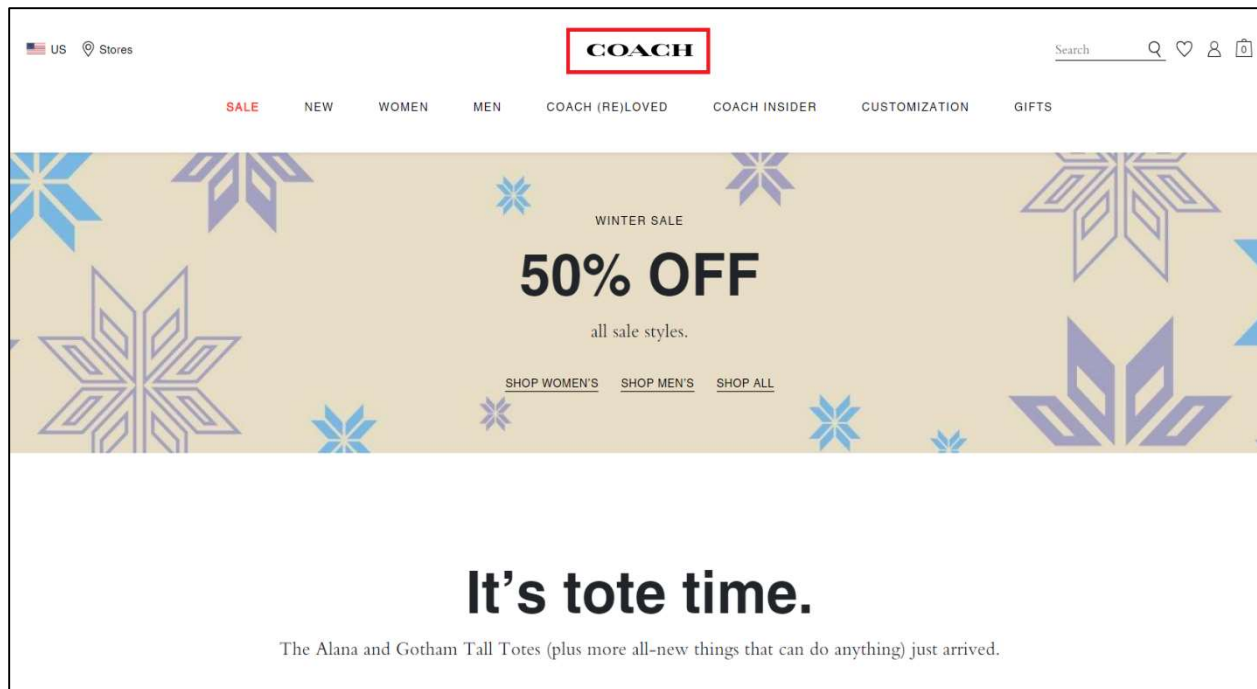 US Stores COACH Search 0
SALE NEW WOMEN MEN COACH (RE)LOVED COACH INSIDER CUSTOMIZATION GIFTS
WINTER SALE
50% OFF
all sale styles.
SHOP WOMEN'S SHOP MEN'S SHOP ALL
It's tote time.
The Alana and Gotham Tall Totes (plus more all-new things that can do anything) just arrived.